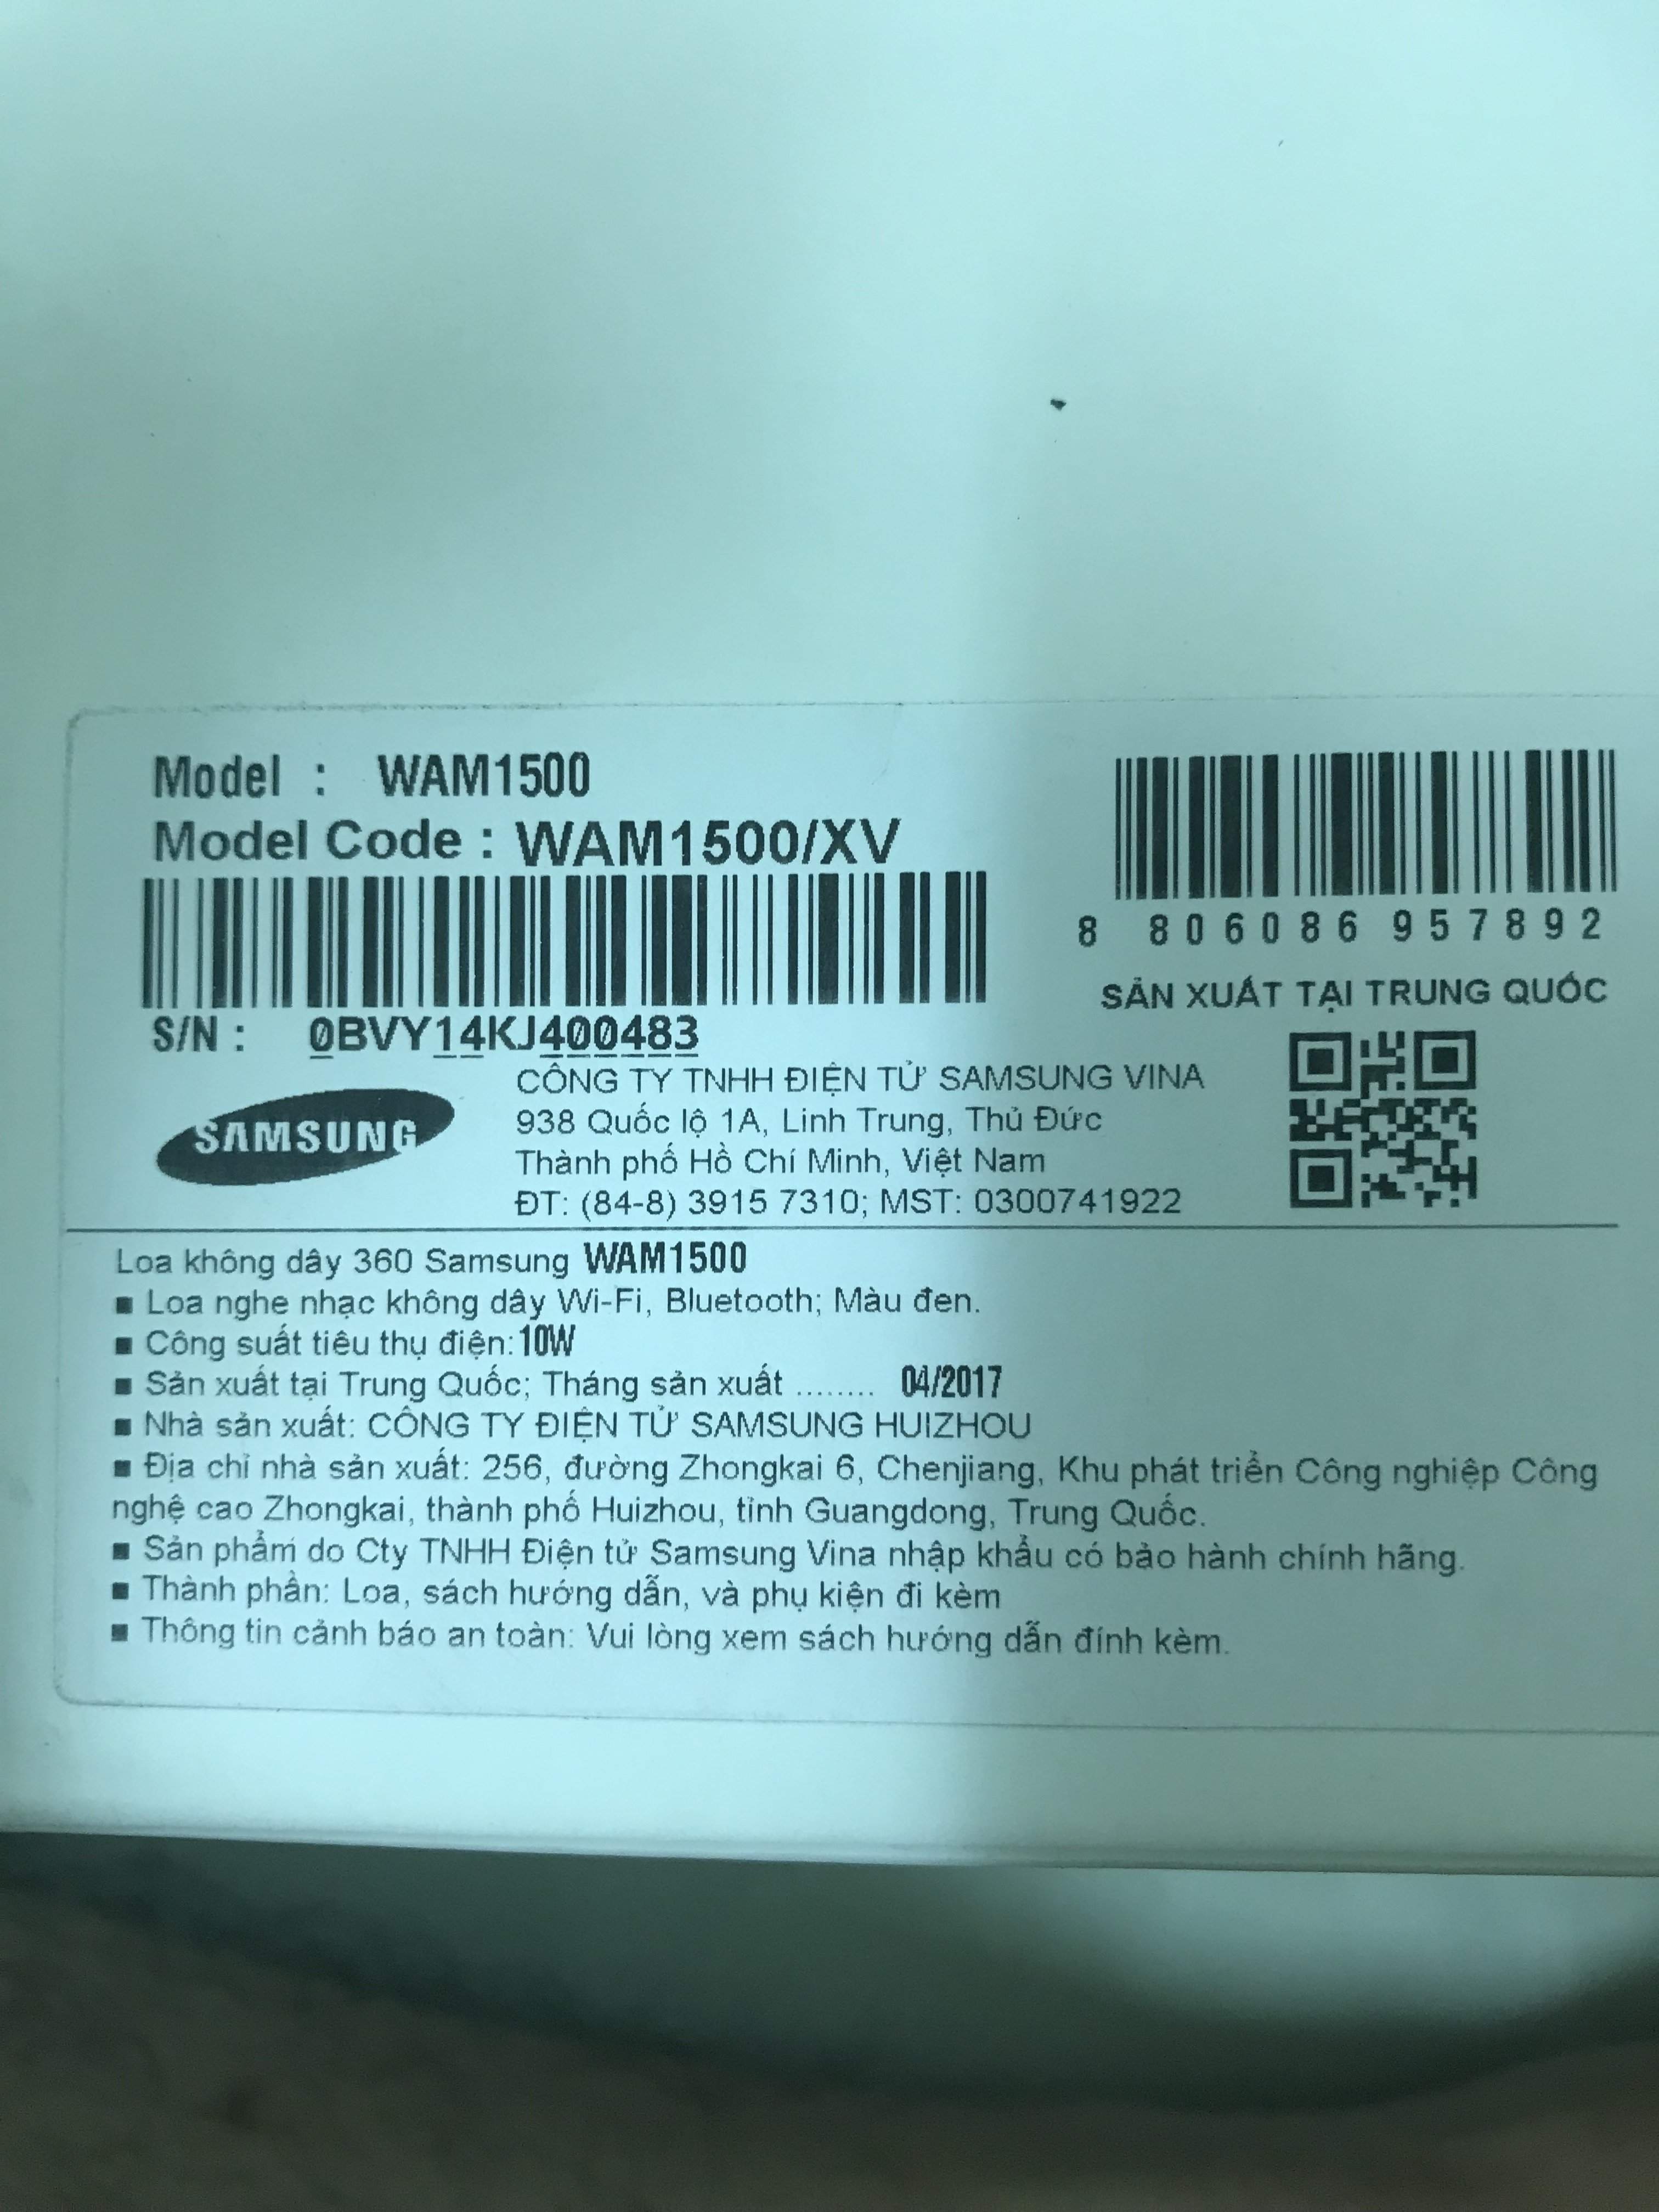 Model : WAM1500
Model Code : WAM1500/XV
8 806086 957892
SẢN XUẤT TẠI TRUNG QUỐC
S/N : 0BVY14KJ400483
SAMSUNG
CÔNG TY TNHH ĐIỆN TỬ SAMSUNG VINA
938 Quốc lộ 1A, Linh Trung, Thủ Đức
Thành phố Hồ Chí Minh, Việt Nam
ĐT: (84-8) 3915 7310; MST: 0300741922
Loa không dây 360 Samsung WAM1500
■ Loa nghe nhạc không dây Wi-Fi, Bluetooth; Màu đen.
■ Công suất tiêu thụ điện:10W
■ Sản xuất tại Trung Quốc; Tháng sản xuất ........ 04/2017
■ Nhà sản xuất: CÔNG TY ĐIỆN TỬ SAMSUNG HUIZHOU
■ Địa chỉ nhà sản xuất: 256, đường Zhongkai 6, Chenjiang, Khu phát triển Công nghiệp Công
nghệ cao Zhongkai, thành phố Huizhou, tỉnh Guangdong, Trung Quốc.
■ Sản phẩm do Cty TNHH Điện tử Samsung Vina nhập khẩu có bảo hành chính hãng.
■ Thành phần: Loa, sách hướng dẫn, và phụ kiện đi kèm
■ Thông tin cảnh báo an toàn: Vui lòng xem sách hướng dẫn đính kèm.